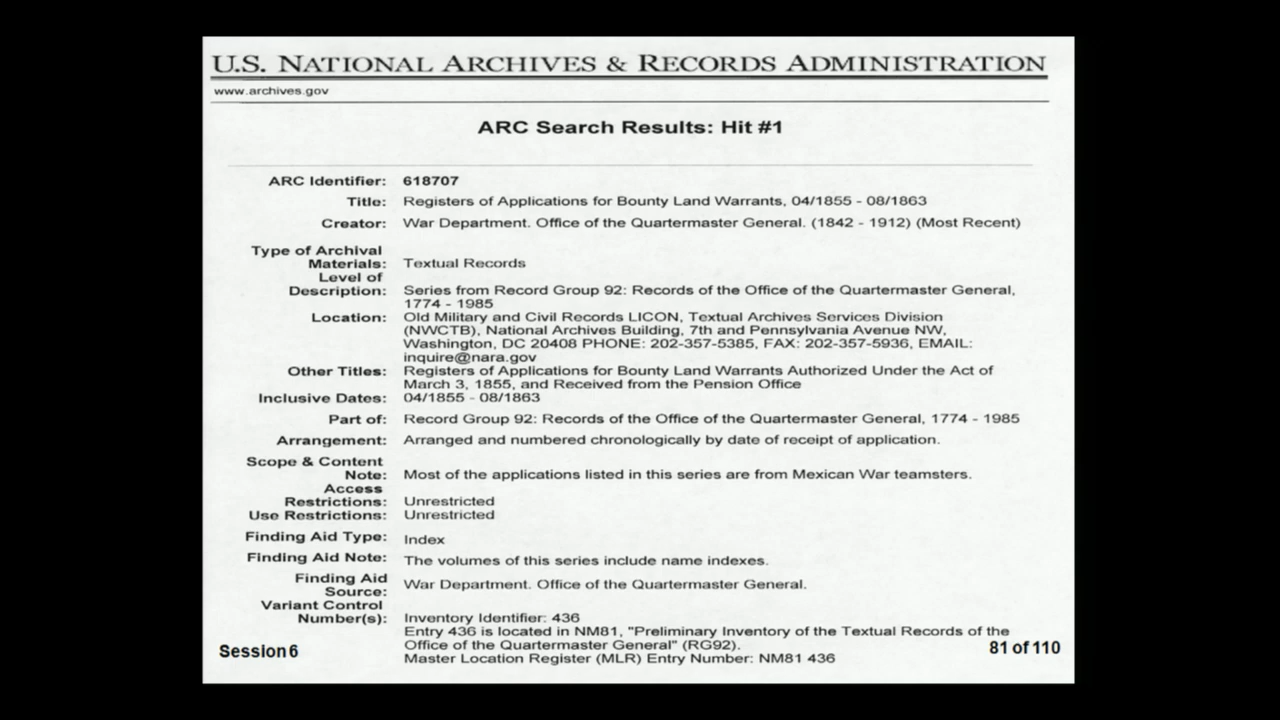 U.S. NATIONAL ARCHIVES & RECORDS ADMINISTRATION
www.archives.gov
ARC Search Results: Hit #1
ARC Identifier: 618707
Title: Registers of Applications for Bounty Land Warrants, 04/1855 - 08/1863
Creator: War Department. Office of the Quartermaster General. (1842 - 1912) (Most Recent)
Type of Archival
Materials: Textual Records
Level of
Description: Series from Record Group 92: Records of the Office of the Quartermaster General,
1774 - 1985
Location: Old Military and Civil Records LICON, Textual Archives Services Division
(NWCTB), National Archives Building, 7th and Pennsylvania Avenue NW,
Washington, DC 20408 PHONE: 202-357-5385, FAX: 202-357-5936, EMAIL:
inquire@nara.gov
Other Titles: Registers of Applications for Bounty Land Warrants Authorized Under the Act of
March 3, 1855, and Received from the Pension Office
Inclusive Dates: 04/1855 - 08/1863
Part of: Record Group 92: Records of the Office of the Quartermaster General, 1774 - 1985
Arrangement: Arranged and numbered chronologically by date of receipt of application.
Scope & Content
Note: Most of the applications listed in this series are from Mexican War teamsters.
Access
Restrictions: Unrestricted
Use Restrictions: Unrestricted
Finding Aid Type: Index
Finding Aid Note: The volumes of this series include name indexes.
Finding Aid
Source: War Department. Office of the Quartermaster General.
Variant Control
Number(s): Inventory Identifier: 436
Entry 436 is located in NM81, "Preliminary Inventory of the Textual Records of the
Office of the Quartermaster General" (RG92).
Master Location Register (MLR) Entry Number: NM81 436
Session 6
81 of 110